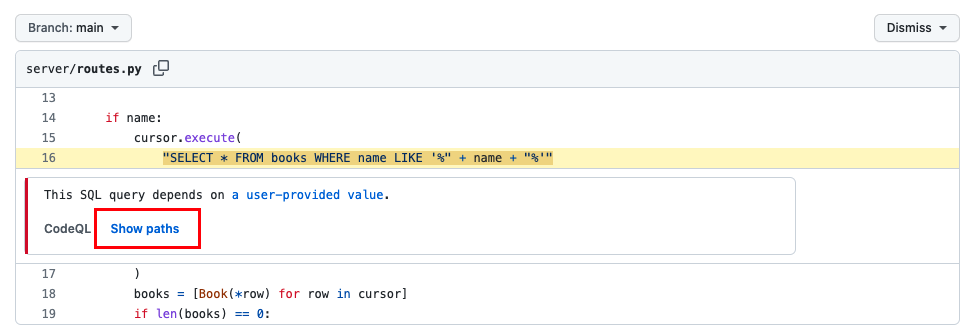 Branch: main
Dismiss
server/routes.py
13
14 if name:
15 cursor.execute(
16 "SELECT * FROM books WHERE name LIKE '%" + name + "%'"
This SQL query depends on a user-provided value.
CodeQL Show paths
17 )
18 books = [Book(*row) for row in cursor]
19 if len(books) == 0: